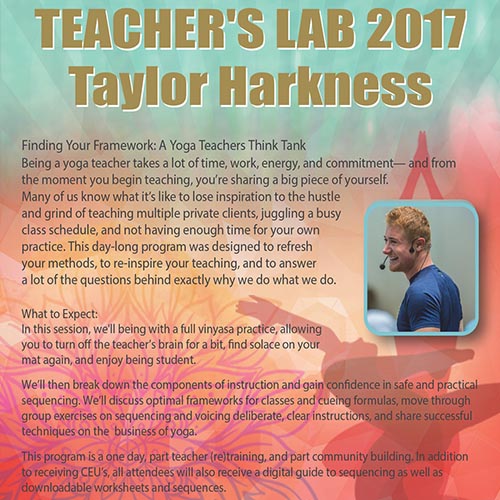 TEACHER'S LAB 2017
Taylor Harkness
Finding Your Framework: A Yoga Teachers Think Tank
Being a yoga teacher takes a lot of time, work, energy, and commitment— and from
the moment you begin teaching, you're sharing a big piece of yourself.
Many of us know what it's like to lose inspiration to the hustle
and grind of teaching multiple private clients, juggling a busy
class schedule, and not having enough time for your own
practice. This day-long program was designed to refresh
your methods, to re-inspire your teaching, and to answer
a lot of the questions behind exactly why we do what we do.
What to Expect:
In this session, we'll being with a full vinyasa practice, allowing
you to turn off the teacher's brain for a bit, find solace on your
mat again, and enjoy being student.
We'll then break down the components of instruction and gain confidence in safe and practical
sequencing. We'll discuss optimal frameworks for classes and cueing formulas, move through
group exercises on sequencing and voicing deliberate, clear instructions, and share successful
techniques on the business of yoga.
This program is a one day, part teacher (re)training, and part community building. In addition
to receiving CEU's, all attendees will also receive a digital guide to sequencing as well as
downloadable worksheets and sequences.